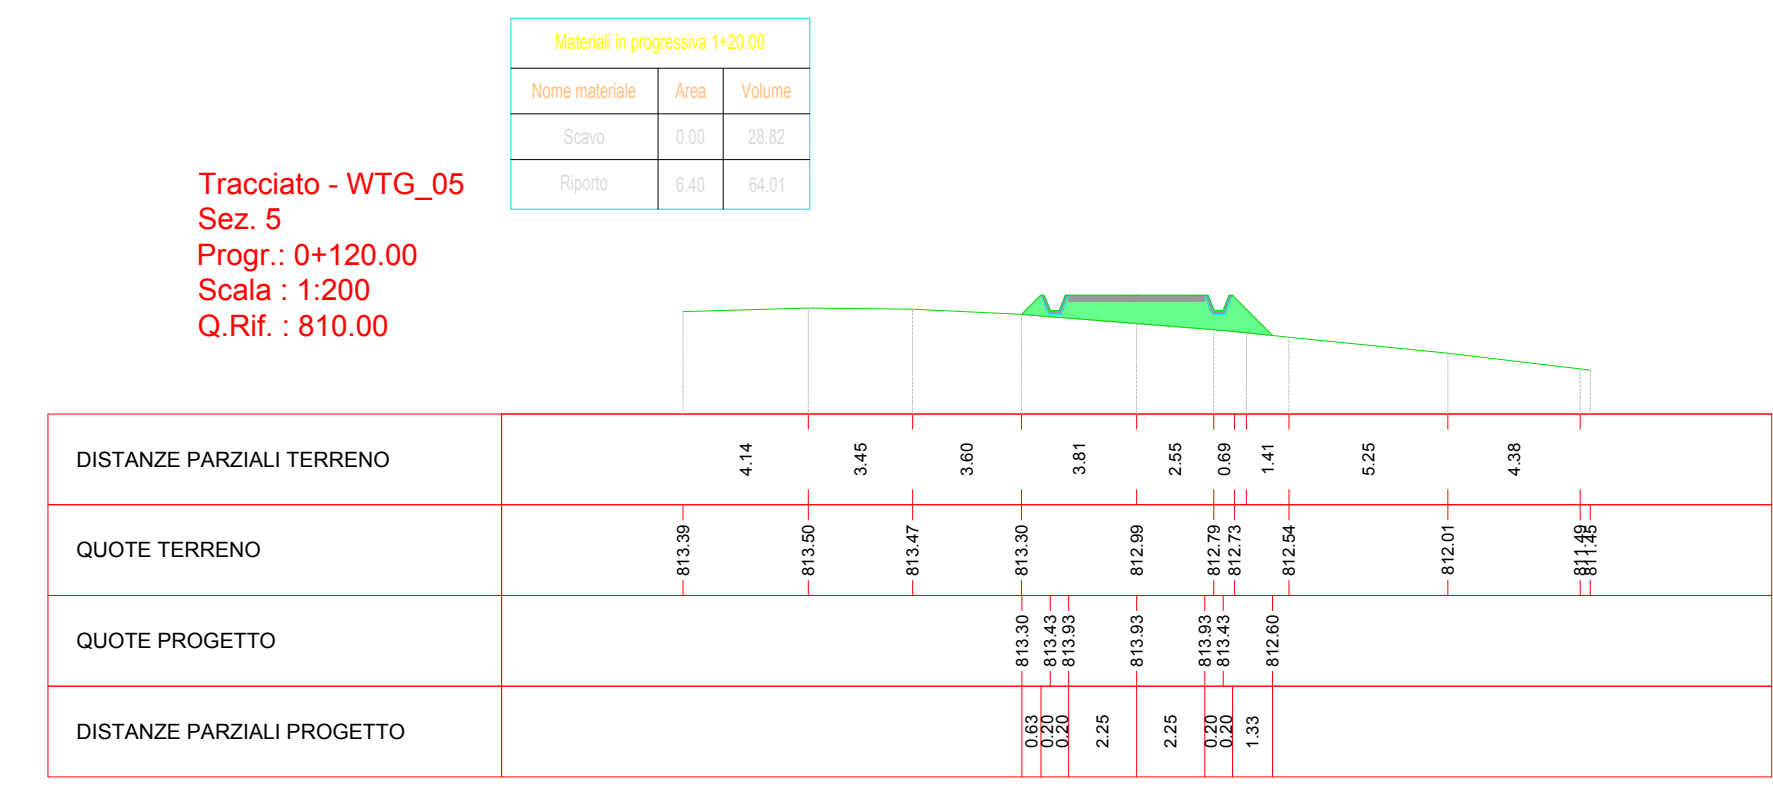 Materiali in progressiva 1+20.00
Nome materiale Area Volume
Scavo 0.00 28.82
Riporto 6.40 64.01
Tracciato - WTG_05
Sez. 5
Progr.: 0+120.00
Scala : 1:200
Q.Rif. : 810.00
DISTANZE PARZIALI TERRENO 4.14 3.45 3.60 3.81 2.55 0.69 1.41 5.25 4.38
QUOTE TERRENO 813.39 813.50 813.47 813.30 812.99 812.79 812.73 812.54 812.01 811.49 811.45
QUOTE PROGETTO 813.30 813.43 813.93 813.93 813.93 813.43 812.60
DISTANZE PARZIALI PROGETTO 0.63 0.20 0.20 2.25 2.25 0.20 0.20 1.33